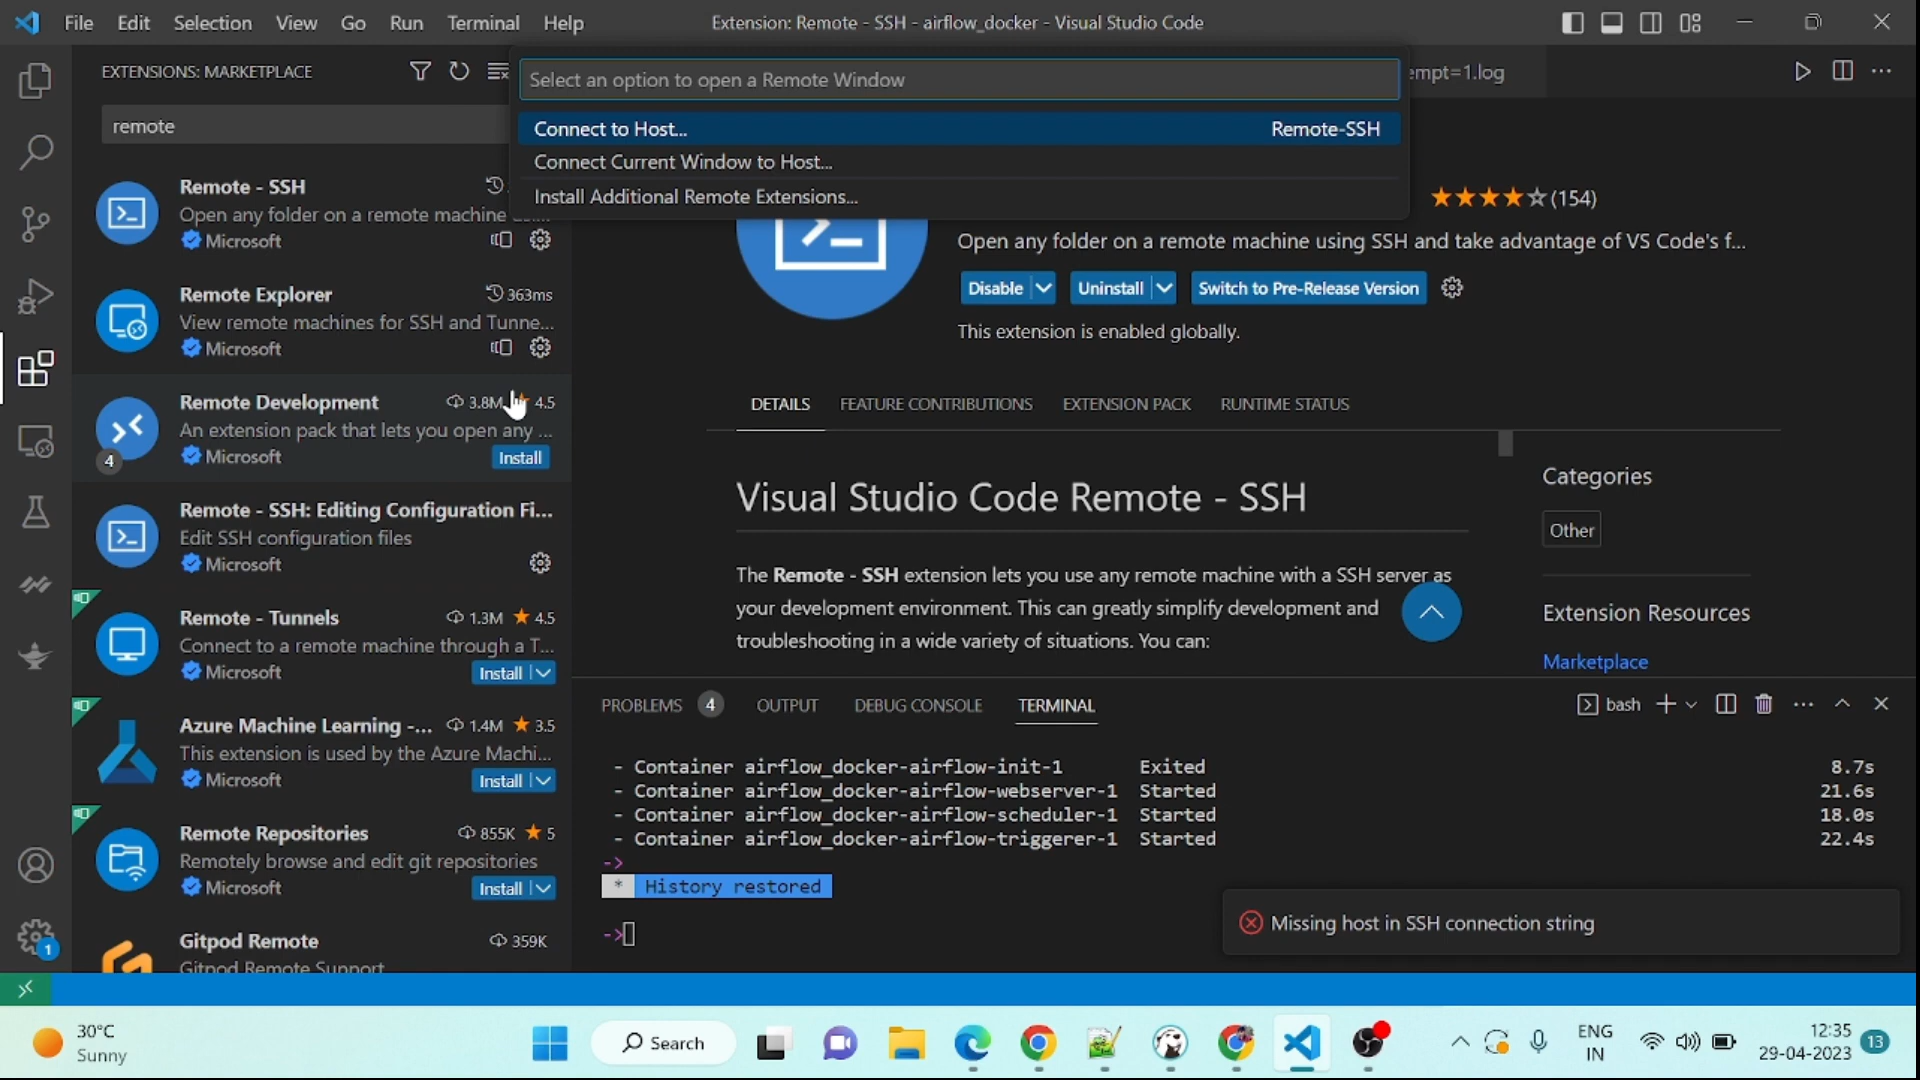 File Edit Selection View Go Run Terminal Help
Extension: Remote - SSH - airflow_docker - Visual Studio Code
EXTENSIONS: MARKETPLACE
remote
Select an option to open a Remote Window
Connect to Host... Remote-SSH
Connect Current Window to Host...
Install Additional Remote Extensions...
empt=1.log
Remote - SSH
Open any folder on a remote machine
Microsoft
Remote Explorer 363ms
View remote machines for SSH and Tunne...
Microsoft
Remote Development 3.8M 4.5
An extension pack that lets you open any ...
4 Microsoft Install
Remote - SSH: Editing Configuration Fi...
Edit SSH configuration files
Microsoft
Remote - Tunnels 1.3M 4.5
Connect to a remote machine through a T...
Microsoft Install
Azure Machine Learning -... 1.4M 3.5
This extension is used by the Azure Machi...
Microsoft Install
Remote Repositories 855K 5
Remotely browse and edit git repositories
Microsoft Install
Gitpod Remote 359K
Gitpod Remote Support
1
(154)
Open any folder on a remote machine using SSH and take advantage of VS Code's f...
Disable Uninstall Switch to Pre-Release Version
This extension is enabled globally.
DETAILS FEATURE CONTRIBUTIONS EXTENSION PACK RUNTIME STATUS
Visual Studio Code Remote - SSH
The Remote - SSH extension lets you use any remote machine with a SSH server as
your development environment. This can greatly simplify development and
troubleshooting in a wide variety of situations. You can:
Categories
Other
Extension Resources
Marketplace
PROBLEMS 4 OUTPUT DEBUG CONSOLE TERMINAL bash
- Container airflow_docker-airflow-init-1 Exited 8.7s
- Container airflow_docker-airflow-webserver-1 Started 21.6s
- Container airflow_docker-airflow-scheduler-1 Started 18.0s
- Container airflow_docker-airflow-triggerer-1 Started 22.4s
->
* History restored
->
Missing host in SSH connection string
30°C
Sunny
Search
ENG
IN
12:35
29-04-2023
13